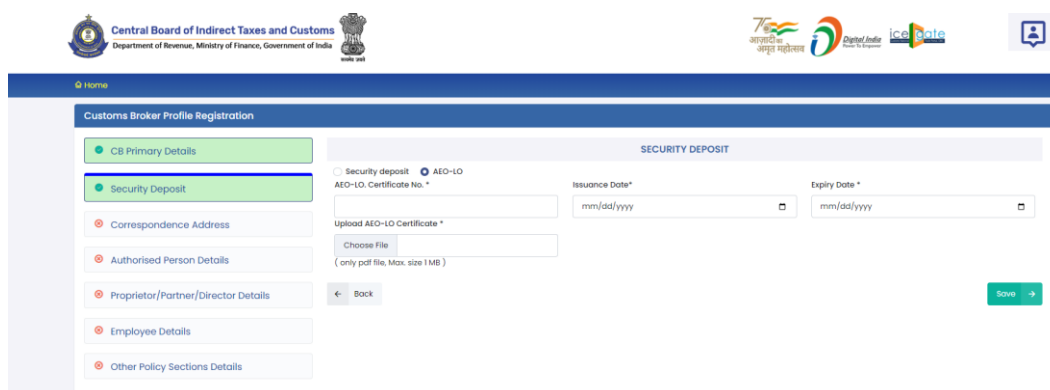 Central Board of Indirect Taxes and Customs
Department of Revenue, Ministry of Finance, Government of India
सत्यमेव जयते
75
आज़ादी का
अमृत महोत्सव
Digital India
Power To Empower
icegate
Home
Customs Broker Profile Registration
CB Primary Details
Security Deposit
Correspondence Address
Authorised Person Details
Proprietor/Partner/Director Details
Employee Details
Other Policy Sections Details
SECURITY DEPOSIT
Security deposit AEO-LO
AEO-LO. Certificate No. * Issuance Date* Expiry Date *
mm/dd/yyyy mm/dd/yyyy
Upload AEO-LO Certificate *
Choose File
( only pdf file, Max. size 1 MB )
← Back Save →